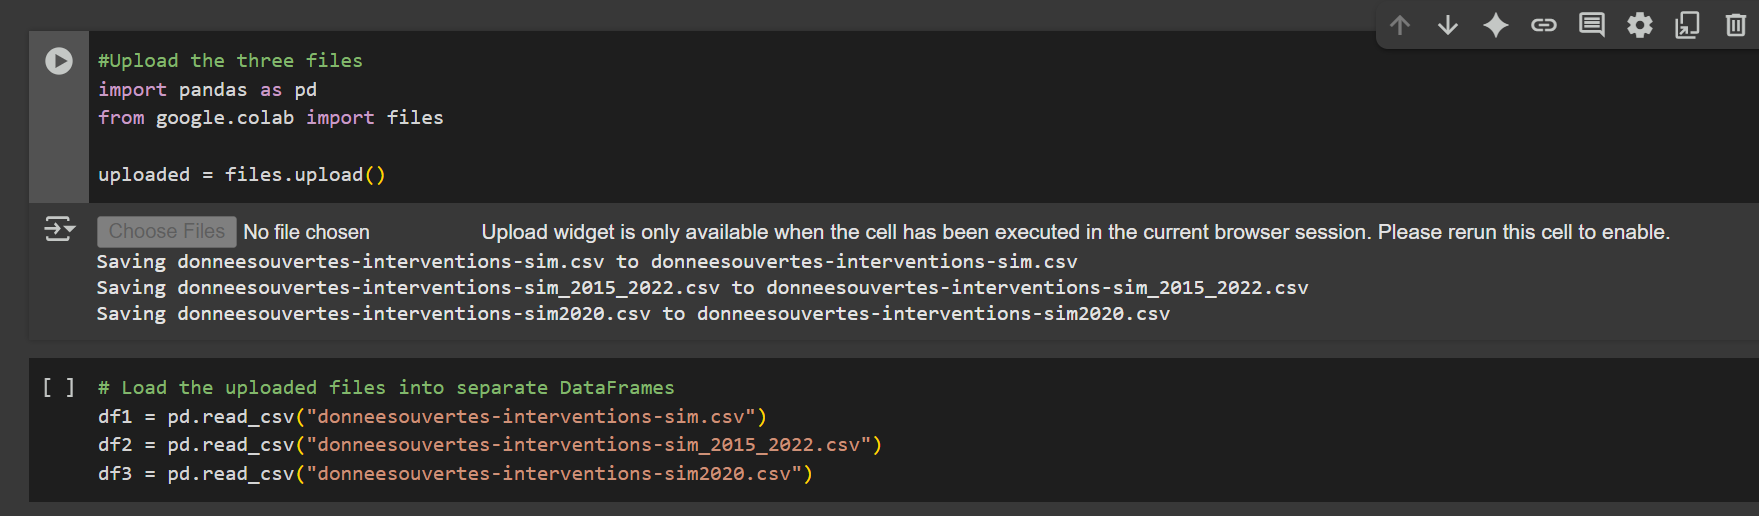 #Upload the three files
import pandas as pd
from google.colab import files
uploaded = files.upload()
Choose Files No file chosen Upload widget is only available when the cell has been executed in the current browser session. Please rerun this cell to enable.
Saving donneesouvertes-interventions-sim.csv to donneesouvertes-interventions-sim.csv
Saving donneesouvertes-interventions-sim_2015_2022.csv to donneesouvertes-interventions-sim_2015_2022.csv
Saving donneesouvertes-interventions-sim2020.csv to donneesouvertes-interventions-sim2020.csv
[ ] # Load the uploaded files into separate DataFrames
df1 = pd.read_csv("donneesouvertes-interventions-sim.csv")
df2 = pd.read_csv("donneesouvertes-interventions-sim_2015_2022.csv")
df3 = pd.read_csv("donneesouvertes-interventions-sim2020.csv")